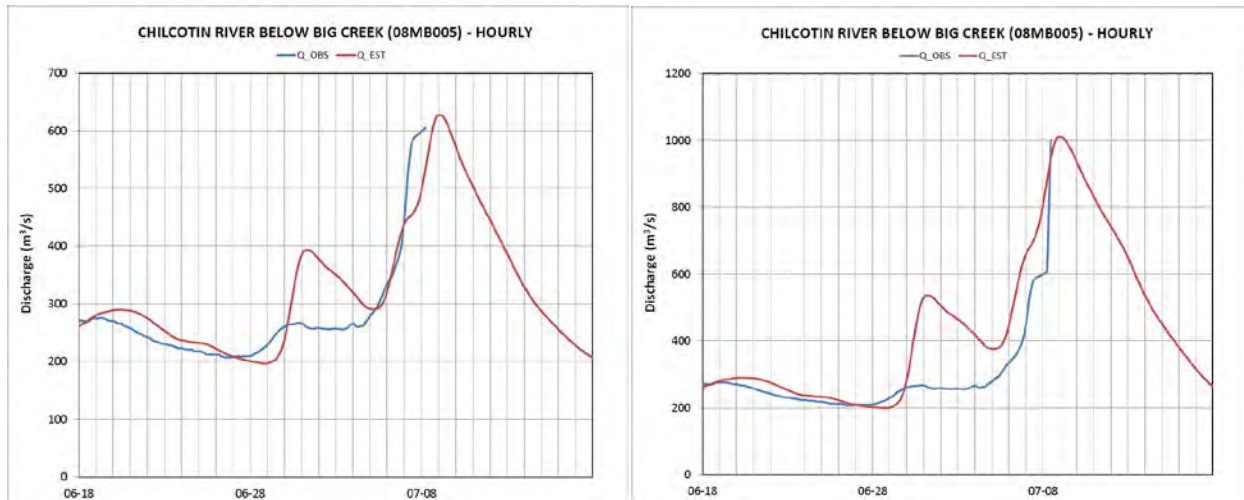 CHILCOTIN RIVER BELOW BIG CREEK (08MB005) - HOURLY
Q_OBS Q_EST
700
600
500
400
300
200
100
0
Discharge (m³/s)
06-18 06-28 07-08
CHILCOTIN RIVER BELOW BIG CREEK (08MB005) - HOURLY
Q_OBS Q_EST
1200
1000
800
600
400
200
0
Discharge (m³/s)
06-18 06-28 07-08